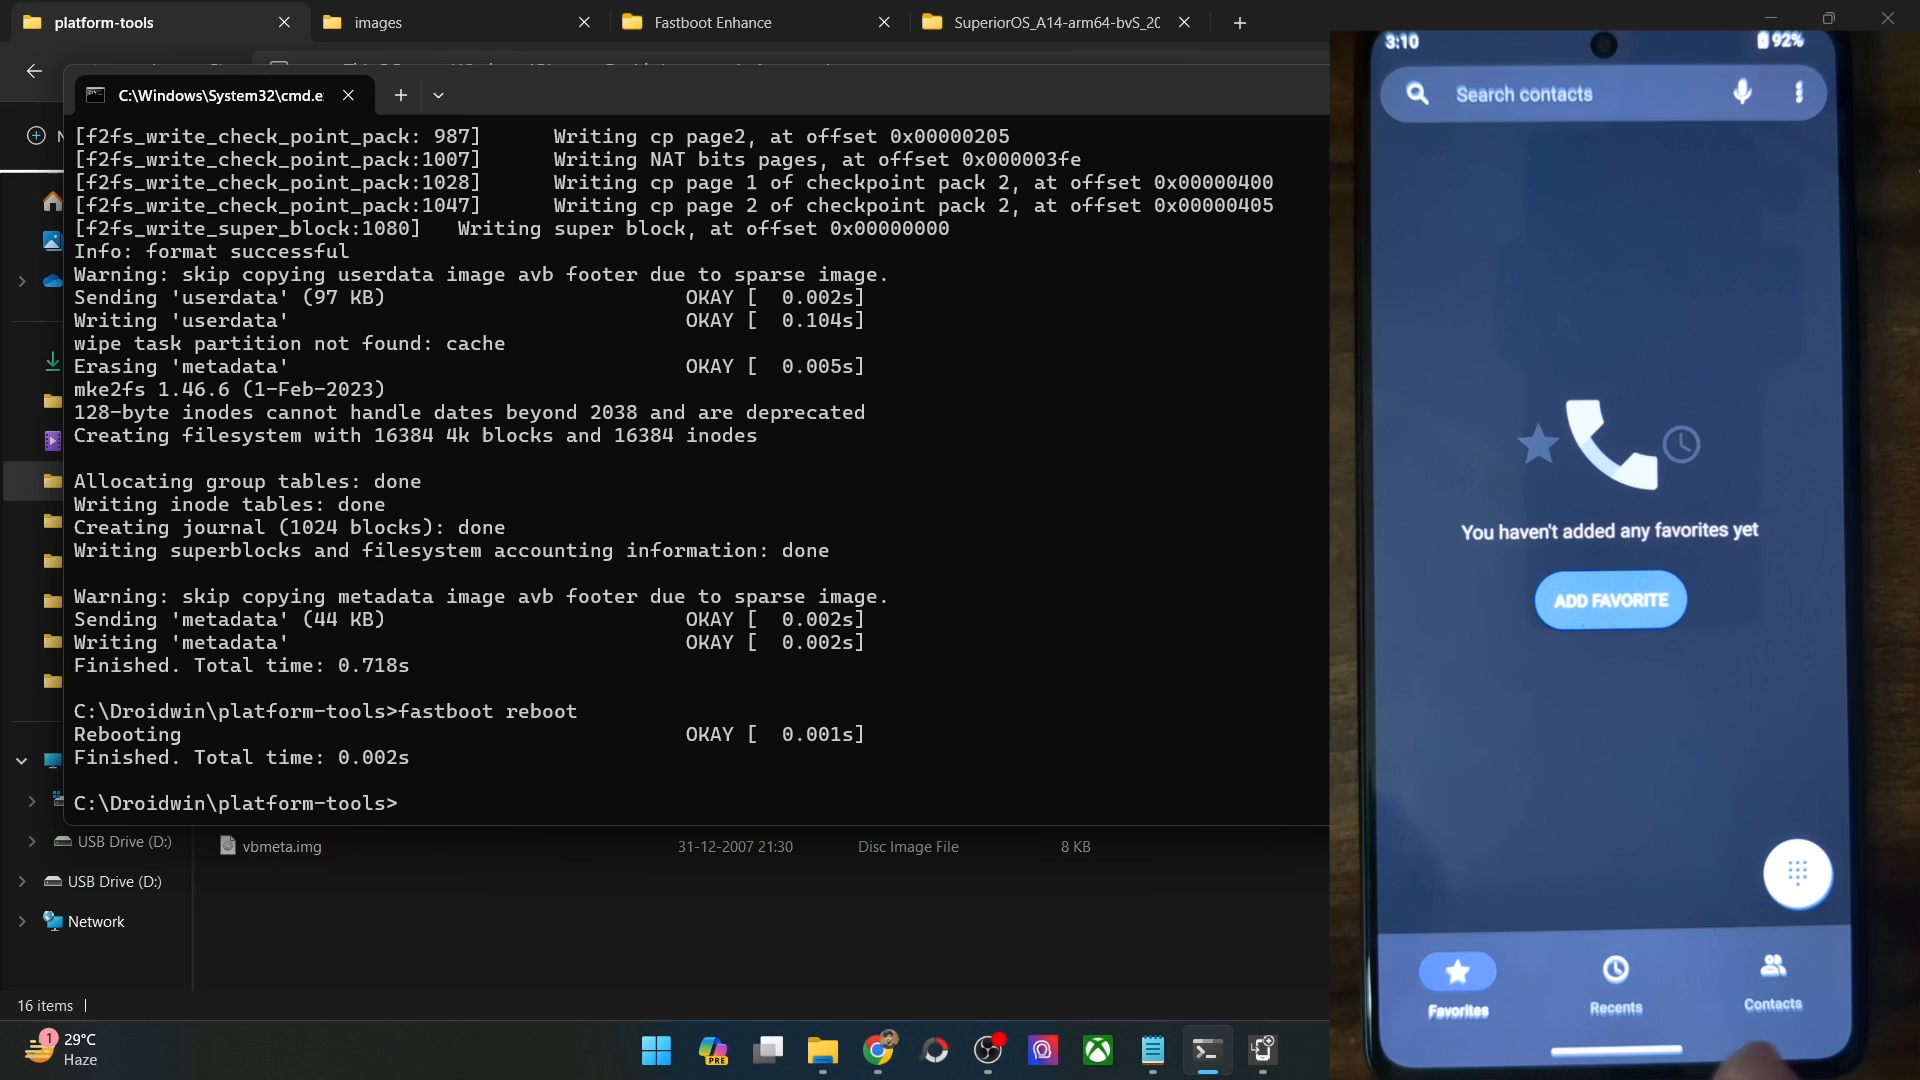 platform-tools
images
Fastboot Enhance
SuperiorOS_A14-arm64-bvS_20
C:\Windows\System32\cmd.e
[f2fs_write_check_point_pack: 987] Writing cp page2, at offset 0x00000205
[f2fs_write_check_point_pack:1007] Writing NAT bits pages, at offset 0x000003fe
[f2fs_write_check_point_pack:1028] Writing cp page 1 of checkpoint pack 2, at offset 0x00000400
[f2fs_write_check_point_pack:1047] Writing cp page 2 of checkpoint pack 2, at offset 0x00000405
[f2fs_write_super_block:1080] Writing super block, at offset 0x00000000
Info: format successful
Warning: skip copying userdata image avb footer due to sparse image.
Sending 'userdata' (97 KB) OKAY [ 0.002s]
Writing 'userdata' OKAY [ 0.104s]
wipe task partition not found: cache
Erasing 'metadata' OKAY [ 0.005s]
mke2fs 1.46.6 (1-Feb-2023)
128-byte inodes cannot handle dates beyond 2038 and are deprecated
Creating filesystem with 16384 4k blocks and 16384 inodes
Allocating group tables: done
Writing inode tables: done
Creating journal (1024 blocks): done
Writing superblocks and filesystem accounting information: done
Warning: skip copying metadata image avb footer due to sparse image.
Sending 'metadata' (44 KB) OKAY [ 0.002s]
Writing 'metadata' OKAY [ 0.002s]
Finished. Total time: 0.718s
C:\Droidwin\platform-tools>fastboot reboot
Rebooting OKAY [ 0.001s]
Finished. Total time: 0.002s
C:\Droidwin\platform-tools>
USB Drive (D:)
vbmeta.img 31-12-2007 21:30 Disc Image File 8 KB
USB Drive (D:)
Network
16 items
1
29°C
Haze
PRE
3:10
92%
Search contacts
You haven't added any favorites yet
ADD FAVORITE
Favorites
Recents
Contacts